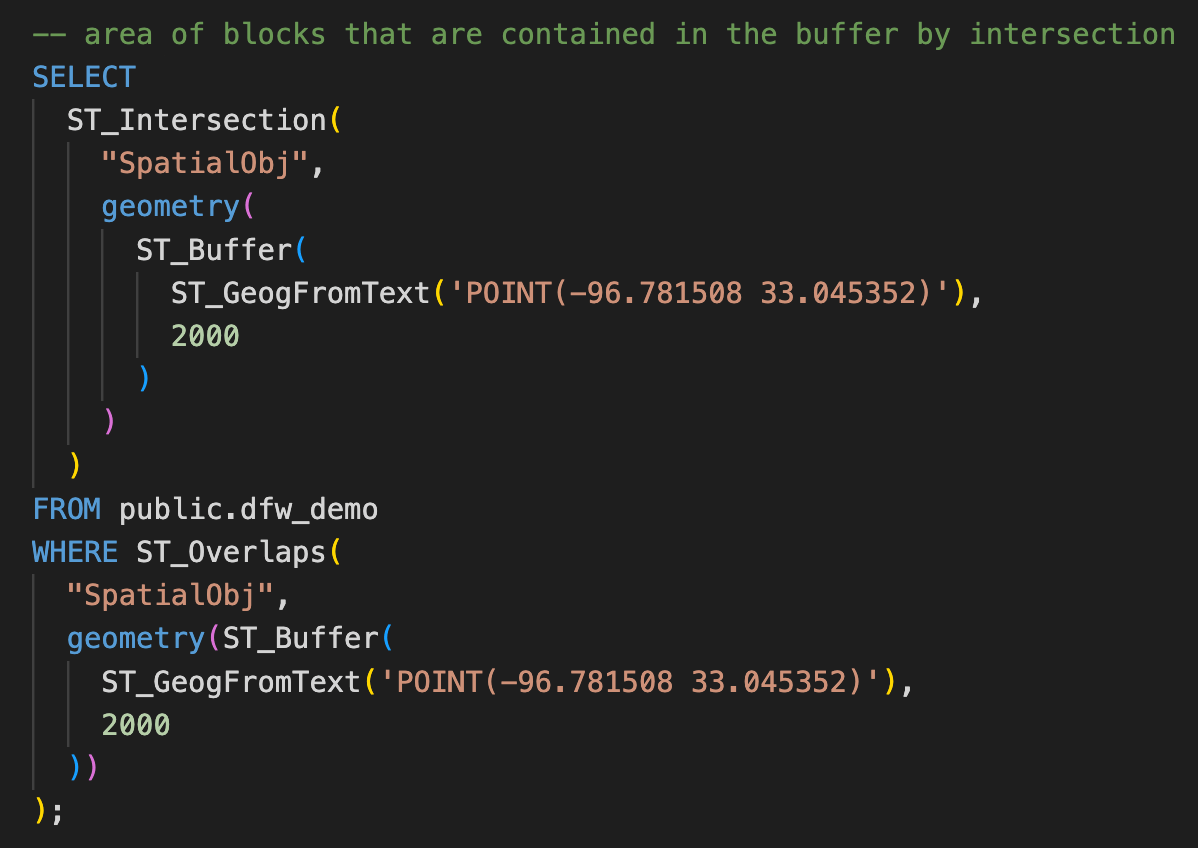 -- area of blocks that are contained in the buffer by intersection
SELECT
  ST_Intersection(
    "SpatialObj",
    geometry(
      ST_Buffer(
        ST_GeogFromText('POINT(-96.781508 33.045352)'),
        2000
      )
    )
  )
FROM public.dfw_demo
WHERE ST_Overlaps(
  "SpatialObj",
  geometry(ST_Buffer(
    ST_GeogFromText('POINT(-96.781508 33.045352)'),
    2000
  ))
);